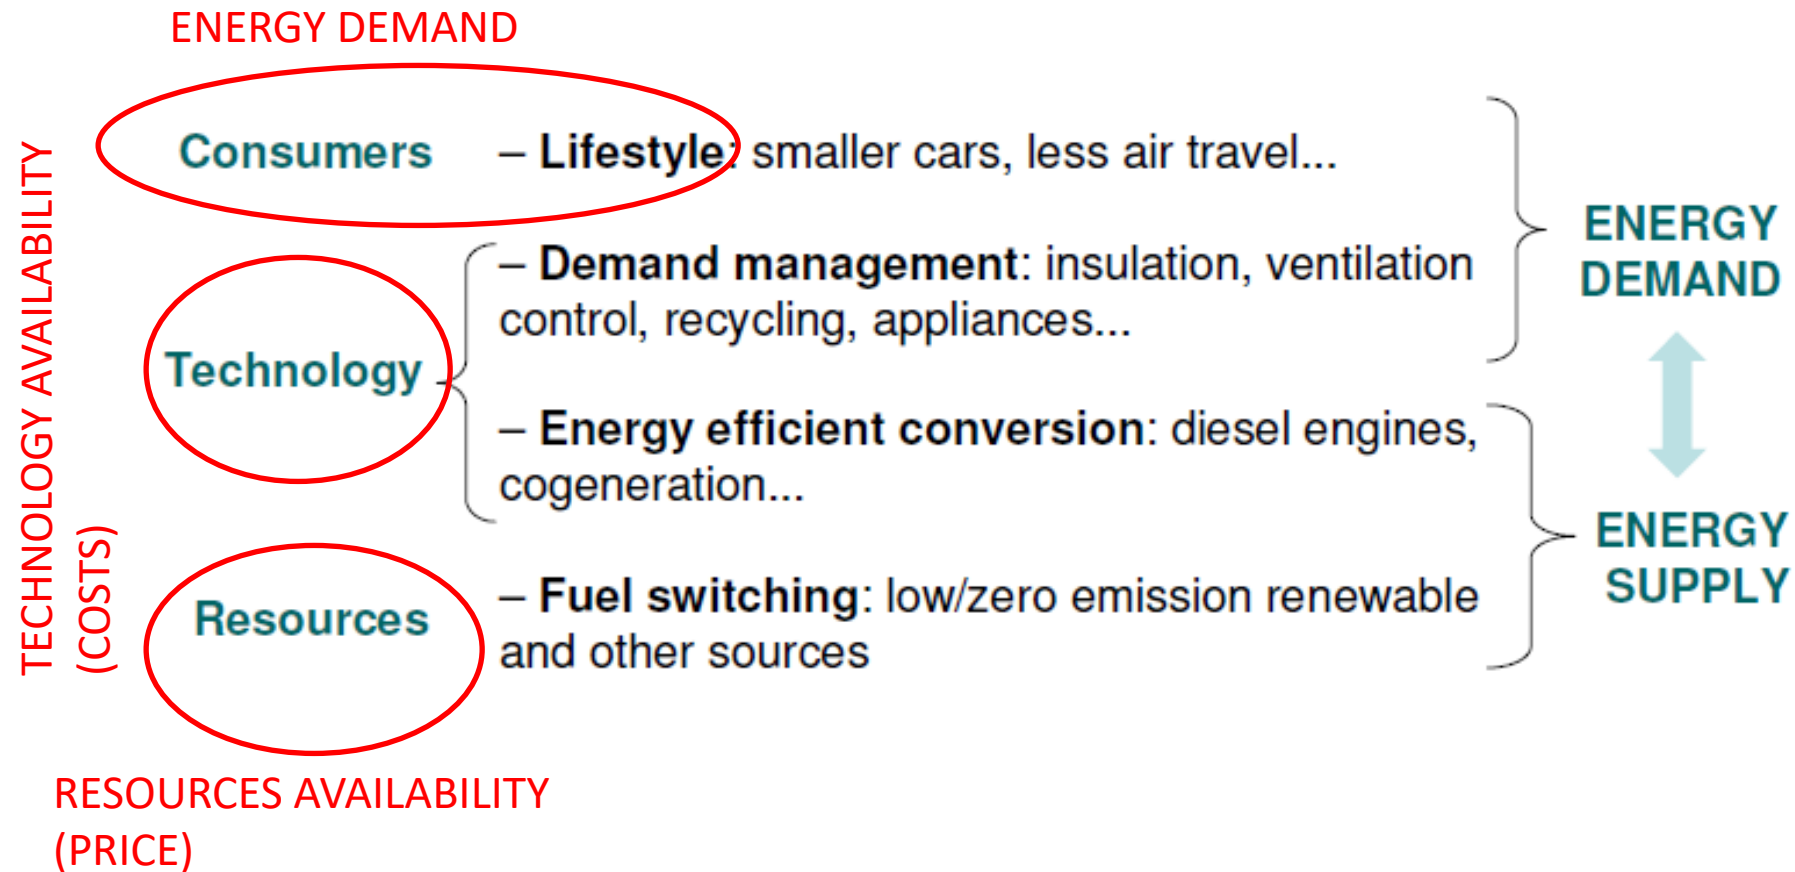 ENERGY DEMAND
Consumers – Lifestyle: smaller cars, less air travel...
– Demand management: insulation, ventilation
control, recycling, appliances...
Technology
– Energy efficient conversion: diesel engines,
cogeneration...
Resources
– Fuel switching: low/zero emission renewable
and other sources
ENERGY
DEMAND
ENERGY
SUPPLY
TECHNOLOGY AVAILABILITY
(COSTS)
RESOURCES AVAILABILITY
(PRICE)